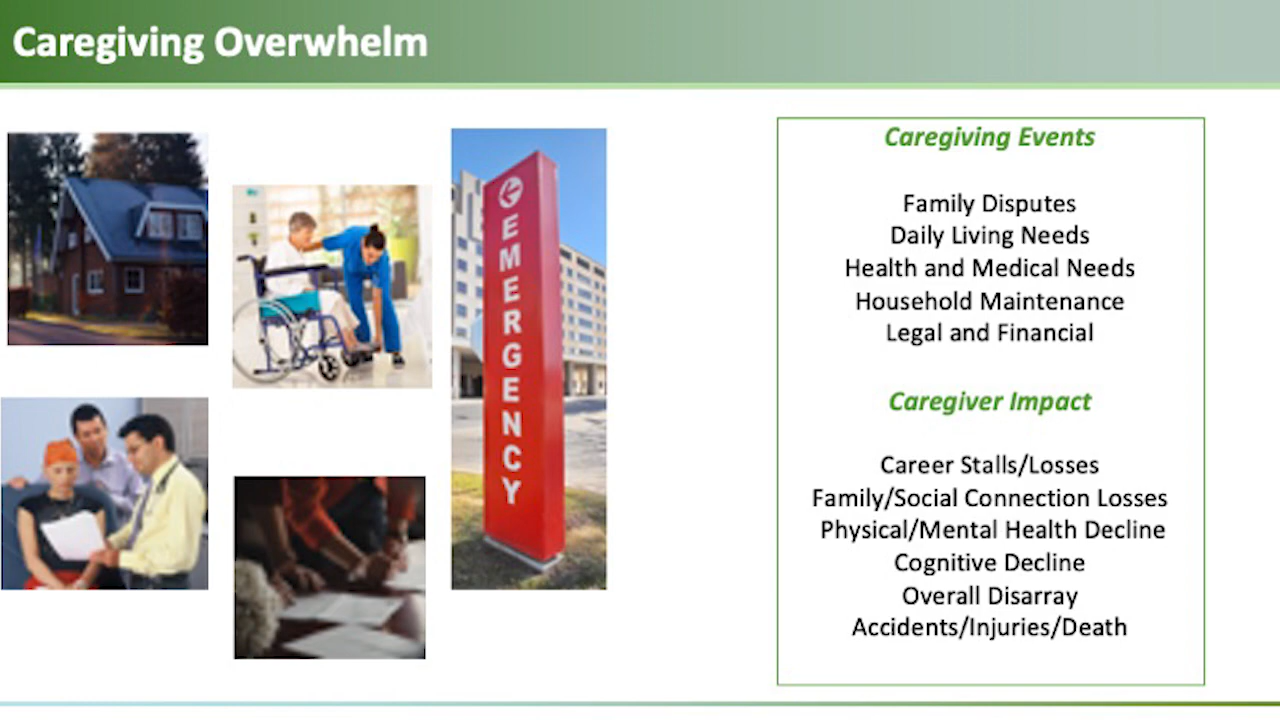 Caregiving Overwhelm
EMERGENCY
Caregiving Events
Family Disputes
Daily Living Needs
Health and Medical Needs
Household Maintenance
Legal and Financial
Caregiver Impact
Career Stalls/Losses
Family/Social Connection Losses
Physical/Mental Health Decline
Cognitive Decline
Overall Disarray
Accidents/Injuries/Death